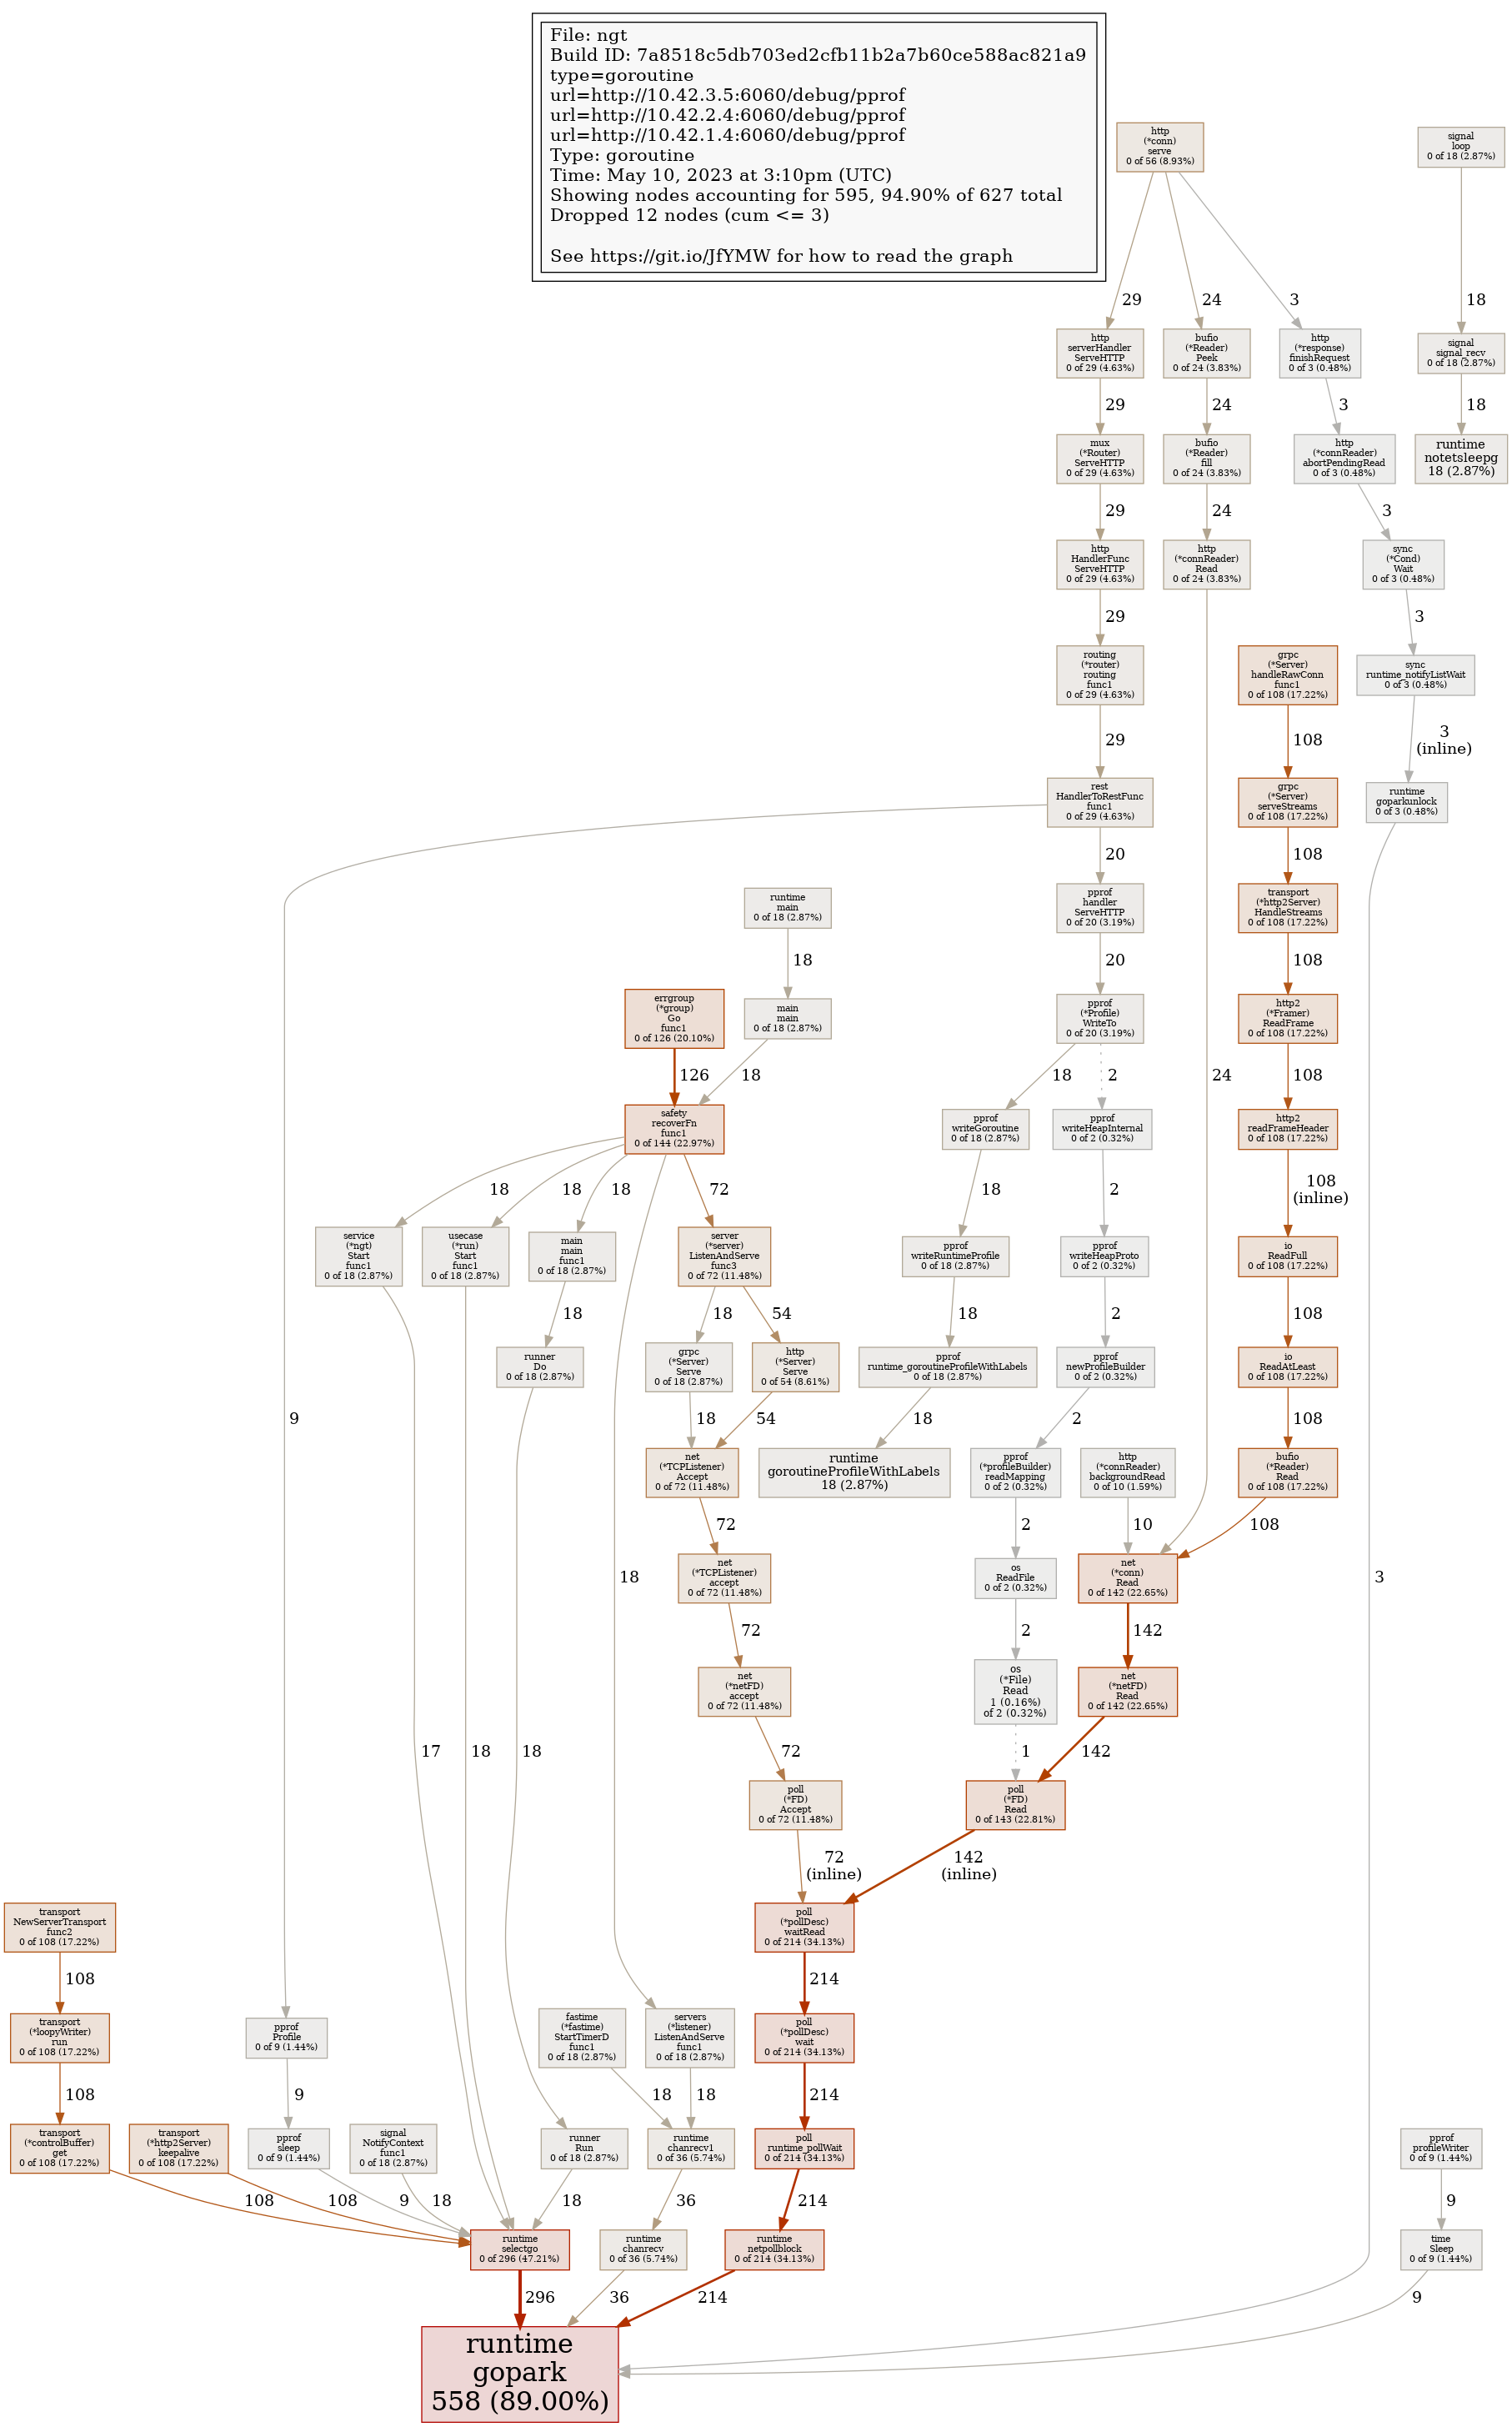 File: ngt
Build ID: 7a8518c5db703ed2cfb11b2a7b60ce588ac821a9
type=goroutine
url=http://10.42.3.5:6060/debug/pprof
url=http://10.42.2.4:6060/debug/pprof
url=http://10.42.1.4:6060/debug/pprof
Type: goroutine
Time: May 10, 2023 at 3:10pm (UTC)
Showing nodes accounting for 595, 94.90% of 627 total
Dropped 12 nodes (cum <= 3)
See https://git.io/JfYMW for how to read the graph
http
(*conn)
serve
0 of 56 (8.93%)
signal
loop
0 of 18 (2.87%)
29
24
3
18
http
serverHandler
ServeHTTP
0 of 29 (4.63%)
bufio
(*Reader)
Peek
0 of 24 (3.83%)
http
(*response)
finishRequest
0 of 3 (0.48%)
signal
signal_recv
0 of 18 (2.87%)
29
24
3
18
mux
(*Router)
ServeHTTP
0 of 29 (4.63%)
bufio
(*Reader)
fill
0 of 24 (3.83%)
http
(*connReader)
abortPendingRead
0 of 3 (0.48%)
runtime
notetsleepg
18 (2.87%)
29
24
3
http
HandlerFunc
ServeHTTP
0 of 29 (4.63%)
http
(*connReader)
Read
0 of 24 (3.83%)
sync
(*Cond)
Wait
0 of 3 (0.48%)
29
3
routing
(*router)
routing
func1
0 of 29 (4.63%)
grpc
(*Server)
handleRawConn
func1
0 of 108 (17.22%)
sync
runtime_notifyListWait
0 of 3 (0.48%)
29
108
3
(inline)
rest
HandlerToRestFunc
func1
0 of 29 (4.63%)
grpc
(*Server)
serveStreams
0 of 108 (17.22%)
runtime
goparkunlock
0 of 3 (0.48%)
20
108
runtime
main
0 of 18 (2.87%)
pprof
handler
ServeHTTP
0 of 20 (3.19%)
transport
(*http2Server)
HandleStreams
0 of 108 (17.22%)
18
20
108
errgroup
(*group)
Go
func1
0 of 126 (20.10%)
main
main
0 of 18 (2.87%)
pprof
(*Profile)
WriteTo
0 of 20 (3.19%)
http2
(*Framer)
ReadFrame
0 of 108 (17.22%)
126
18
18
2
24
108
safety
recoverFn
func1
0 of 144 (22.97%)
pprof
writeGoroutine
0 of 18 (2.87%)
pprof
writeHeapInternal
0 of 2 (0.32%)
http2
readFrameHeader
0 of 108 (17.22%)
18
18
18
72
18
2
108
(inline)
service
(*ngt)
Start
func1
0 of 18 (2.87%)
usecase
(*run)
Start
func1
0 of 18 (2.87%)
main
main
func1
0 of 18 (2.87%)
server
(*server)
ListenAndServe
func3
0 of 72 (11.48%)
pprof
writeRuntimeProfile
0 of 18 (2.87%)
pprof
writeHeapProto
0 of 2 (0.32%)
io
ReadFull
0 of 108 (17.22%)
18
18
54
18
2
108
runner
Do
0 of 18 (2.87%)
grpc
(*Server)
Serve
0 of 18 (2.87%)
http
(*Server)
Serve
0 of 54 (8.61%)
pprof
runtime_goroutineProfileWithLabels
0 of 18 (2.87%)
pprof
newProfileBuilder
0 of 2 (0.32%)
io
ReadAtLeast
0 of 108 (17.22%)
9
18
54
18
2
108
net
(*TCPListener)
Accept
0 of 72 (11.48%)
runtime
goroutineProfileWithLabels
18 (2.87%)
pprof
(*profileBuilder)
readMapping
0 of 2 (0.32%)
http
(*connReader)
backgroundRead
0 of 10 (1.59%)
bufio
(*Reader)
Read
0 of 108 (17.22%)
72
2
10
108
18
net
(*TCPListener)
accept
0 of 72 (11.48%)
os
ReadFile
0 of 2 (0.32%)
net
(*conn)
Read
0 of 142 (22.65%)
3
72
2
142
net
(*netFD)
accept
0 of 72 (11.48%)
os
(*File)
Read
1 (0.16%)
of 2 (0.32%)
net
(*netFD)
Read
0 of 142 (22.65%)
17
18
18
72
1
142
poll
(*FD)
Accept
0 of 72 (11.48%)
poll
(*FD)
Read
0 of 143 (22.81%)
72
(inline)
142
(inline)
transport
NewServerTransport
func2
0 of 108 (17.22%)
poll
(*pollDesc)
waitRead
0 of 214 (34.13%)
108
214
transport
(*loopyWriter)
run
0 of 108 (17.22%)
pprof
Profile
0 of 9 (1.44%)
fastime
(*fastime)
StartTimerD
func1
0 of 18 (2.87%)
servers
(*listener)
ListenAndServe
func1
0 of 18 (2.87%)
poll
(*pollDesc)
wait
0 of 214 (34.13%)
108
9
18
18
214
transport
(*controlBuffer)
get
0 of 108 (17.22%)
transport
(*http2Server)
keepalive
0 of 108 (17.22%)
pprof
sleep
0 of 9 (1.44%)
signal
NotifyContext
func1
0 of 18 (2.87%)
runner
Run
0 of 18 (2.87%)
runtime
chanrecv1
0 of 36 (5.74%)
poll
runtime_pollWait
0 of 214 (34.13%)
pprof
profileWriter
0 of 9 (1.44%)
108
108
9
18
18
36
214
9
runtime
selectgo
0 of 296 (47.21%)
runtime
chanrecv
0 of 36 (5.74%)
runtime
netpollblock
0 of 214 (34.13%)
time
Sleep
0 of 9 (1.44%)
296
36
214
9
runtime
gopark
558 (89.00%)